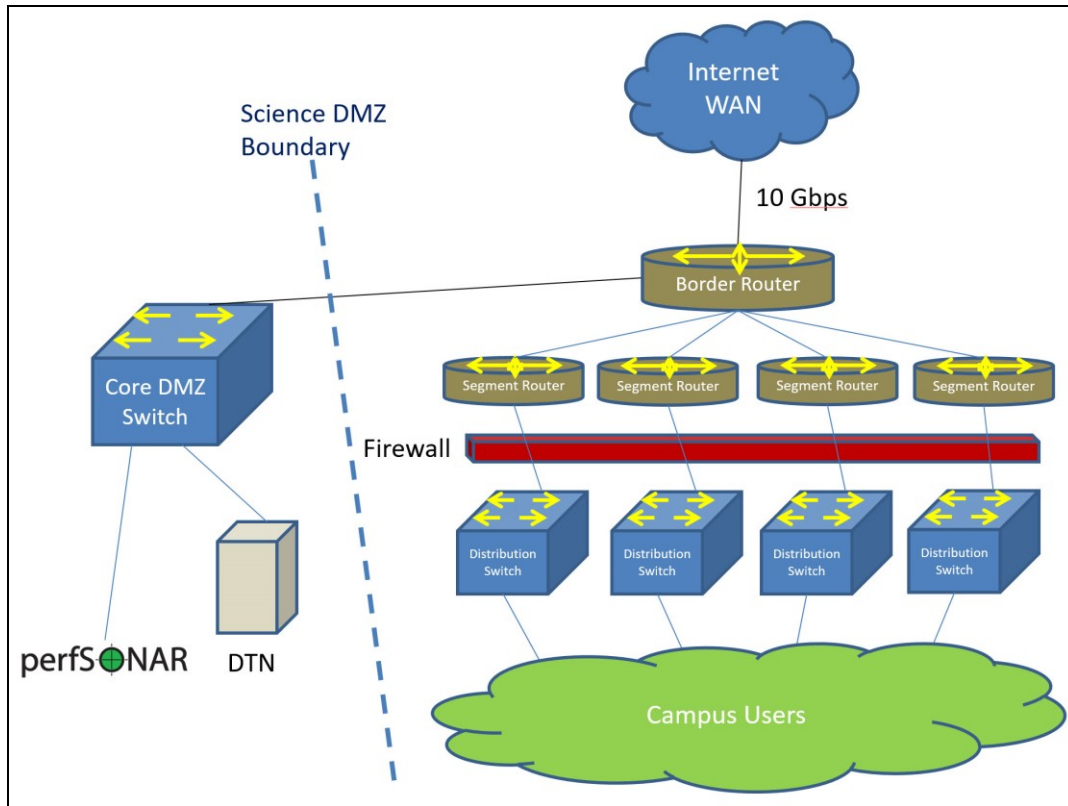 Internet
WAN
Science DMZ
Boundary
10 Gbps
Border Router
Core DMZ
Switch
Segment Router
Segment Router
Segment Router
Segment Router
Firewall
Distribution
Switch
Distribution
Switch
Distribution
Switch
Distribution
Switch
perfSONAR
DTN
Campus Users